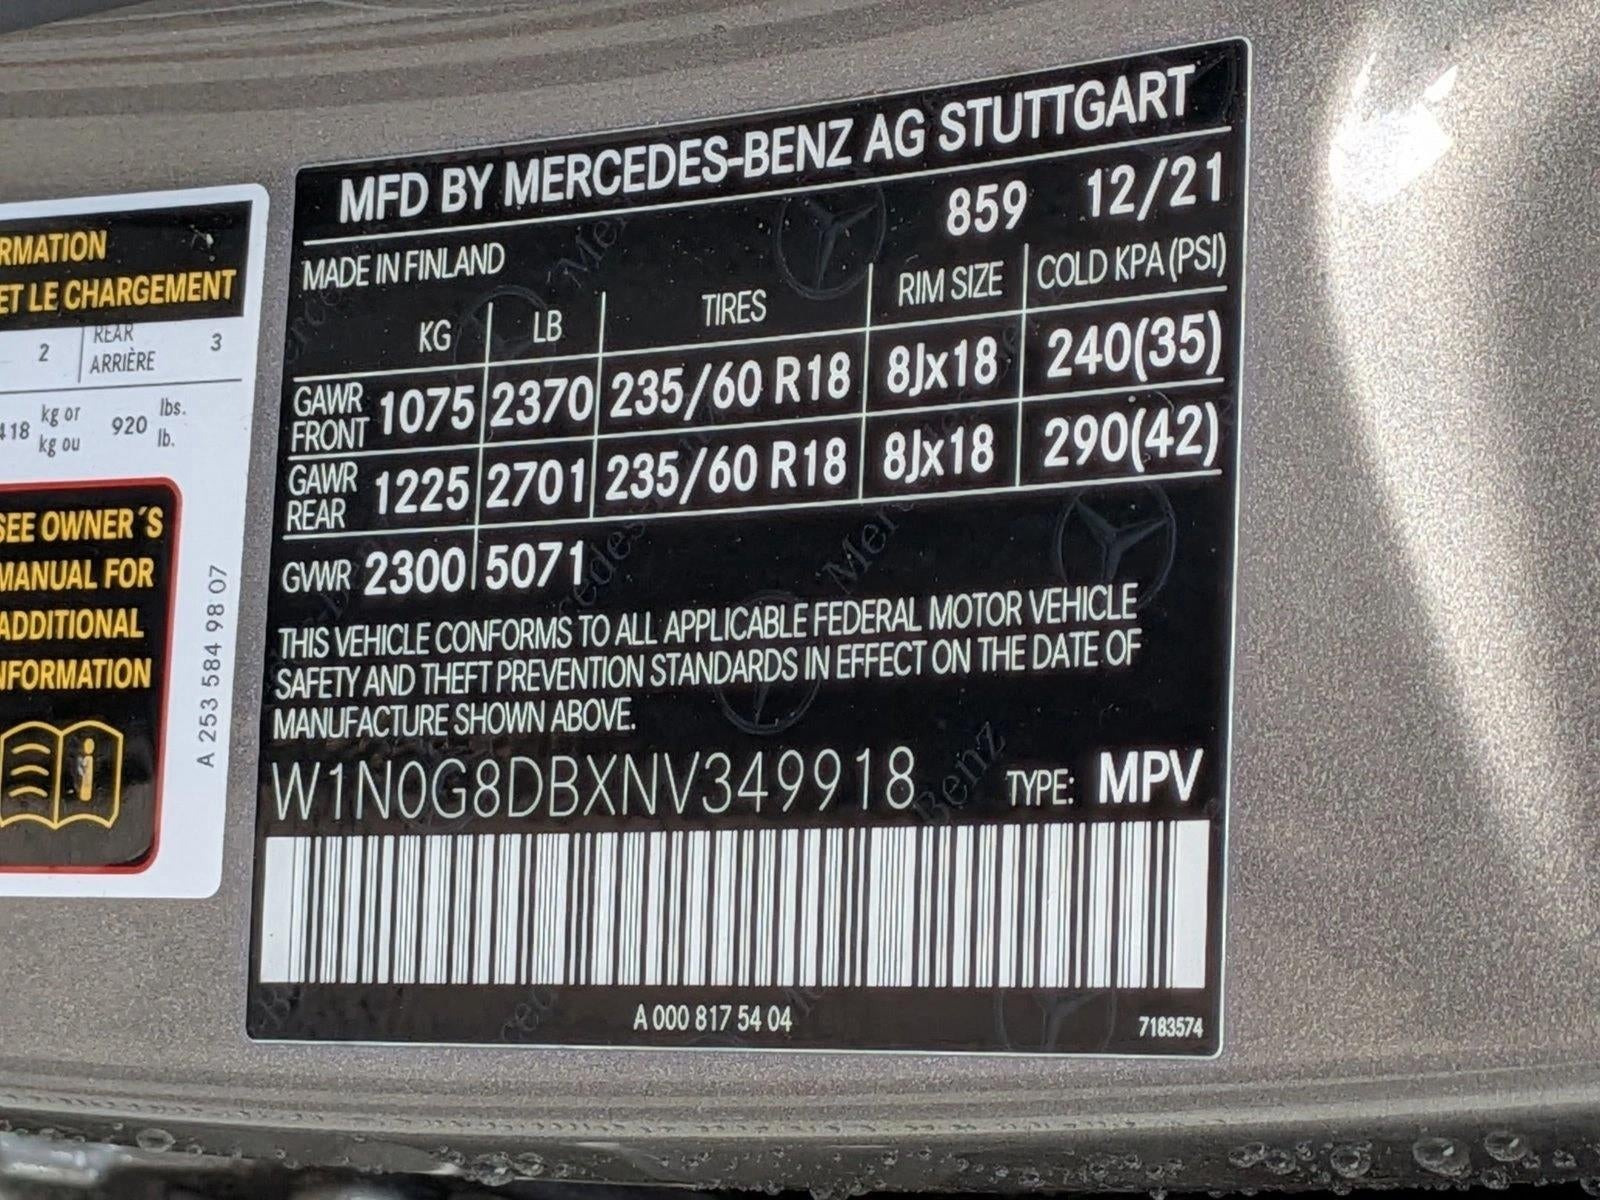 RMATION
ET LE CHARGEMENT
2 REAR
ARRIÈRE 3
418 kg or
kg ou 920 lbs.
lb.
SEE OWNER´S
MANUAL FOR
ADDITIONAL
INFORMATION
A 253 584 98 07
MFD BY MERCEDES-BENZ AG STUTTGART
859 12/21
MADE IN FINLAND
KG LB TIRES RIM SIZE COLD KPA (PSI)
GAWR
FRONT 1075 2370 235/60 R18 8Jx18 240(35)
GAWR
REAR 1225 2701 235/60 R18 8Jx18 290(42)
GVWR 2300 5071
THIS VEHICLE CONFORMS TO ALL APPLICABLE FEDERAL MOTOR VEHICLE
SAFETY AND THEFT PREVENTION STANDARDS IN EFFECT ON THE DATE OF
MANUFACTURE SHOWN ABOVE.
W1N0G8DBXNV349918 TYPE: MPV
A 000 817 54 04
7183574